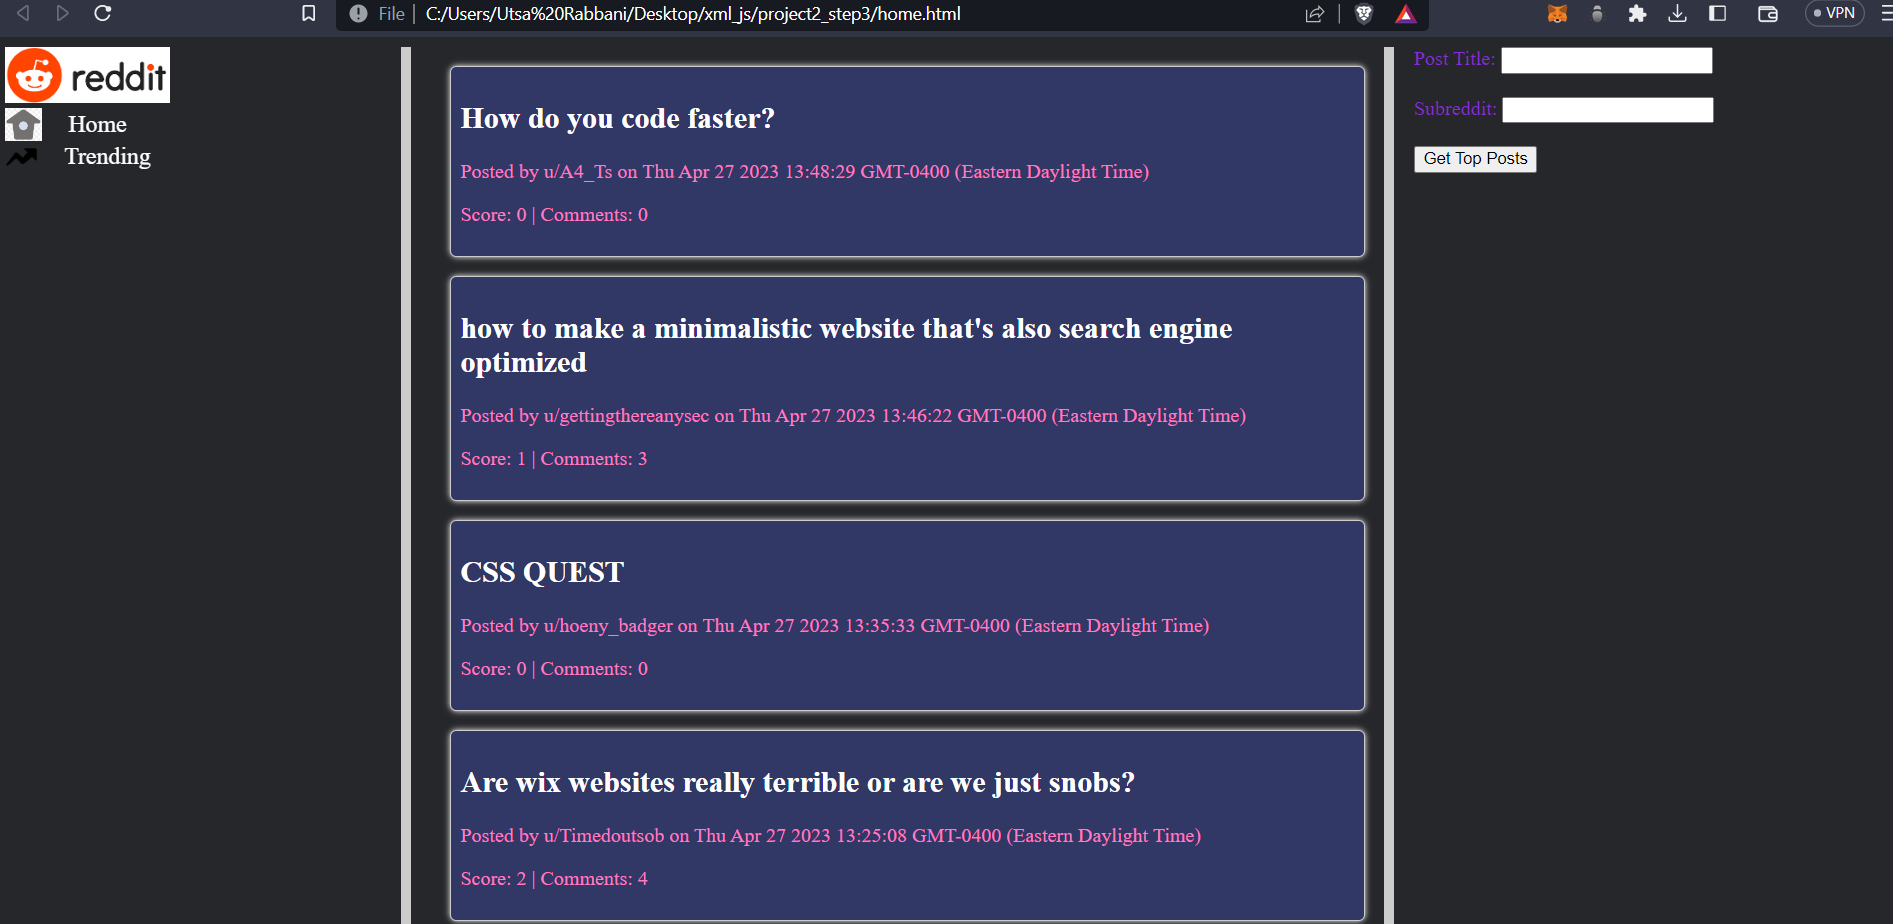 File | C:/Users/Utsa%20Rabbani/Desktop/xml_js/project2_step3/home.html
VPN
reddit
Home
Trending
How do you code faster?
Posted by u/A4_Ts on Thu Apr 27 2023 13:48:29 GMT-0400 (Eastern Daylight Time)
Score: 0 | Comments: 0
how to make a minimalistic website that's also search engine
optimized
Posted by u/gettingthereanysec on Thu Apr 27 2023 13:46:22 GMT-0400 (Eastern Daylight Time)
Score: 1 | Comments: 3
CSS QUEST
Posted by u/hoeny_badger on Thu Apr 27 2023 13:35:33 GMT-0400 (Eastern Daylight Time)
Score: 0 | Comments: 0
Are wix websites really terrible or are we just snobs?
Posted by u/Timedoutsob on Thu Apr 27 2023 13:25:08 GMT-0400 (Eastern Daylight Time)
Score: 2 | Comments: 4
Post Title:
Subreddit:
Get Top Posts